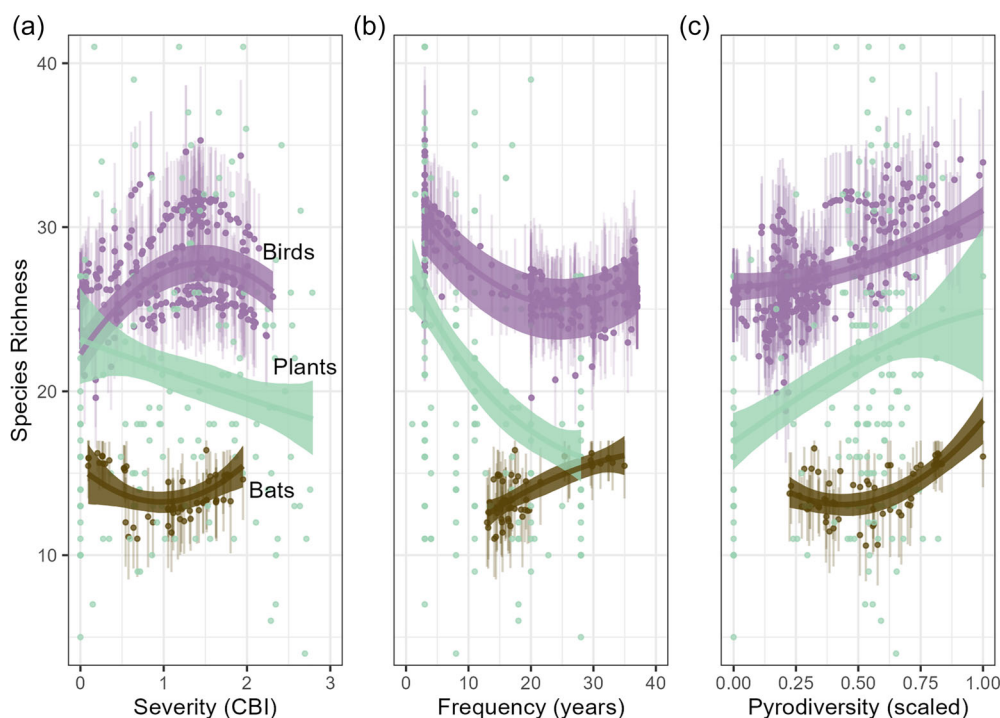 (a) (b) (c)
Species Richness
40
30
20
10
Birds
Plants
Bats
0 1 2 3
0 10 20 30 40
0.00 0.25 0.50 0.75 1.00
Severity (CBI) Frequency (years) Pyrodiversity (scaled)